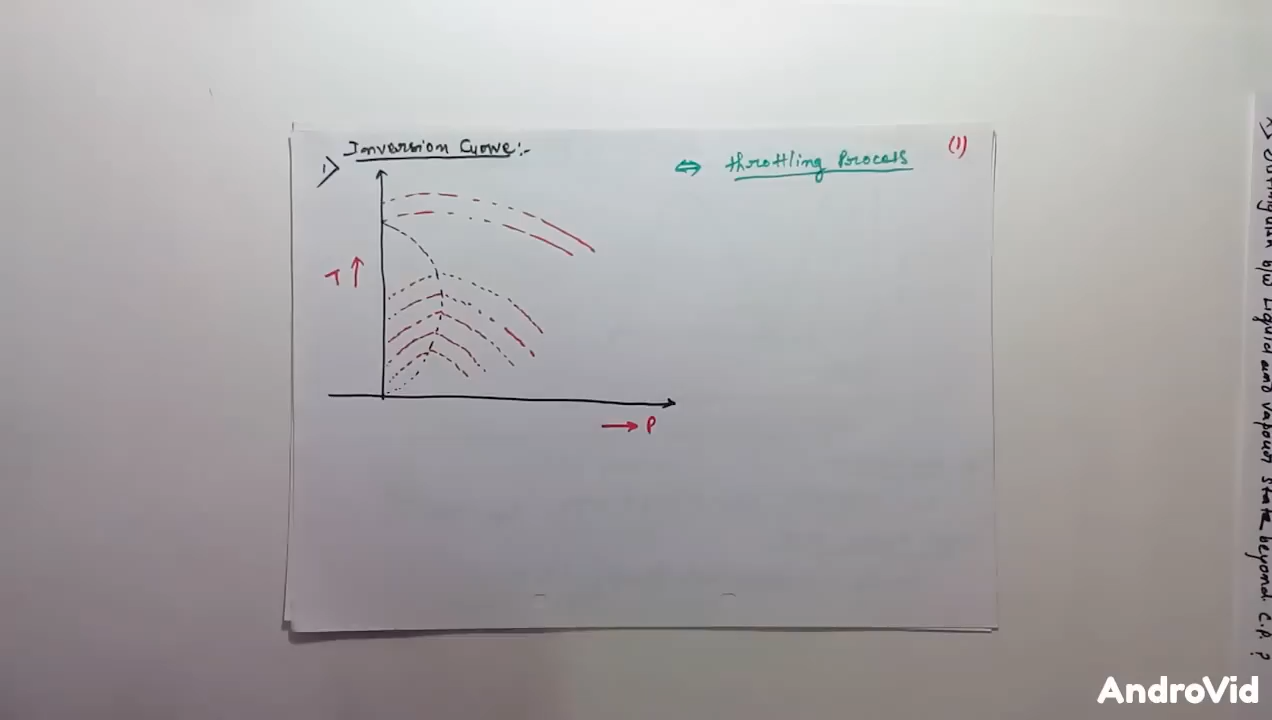 1) Inversion Curve:-
⇔ throttling Process
(1)
T ↑
→ P
b/w Liquid and vapour state beyond C.P. ?
AndroVid